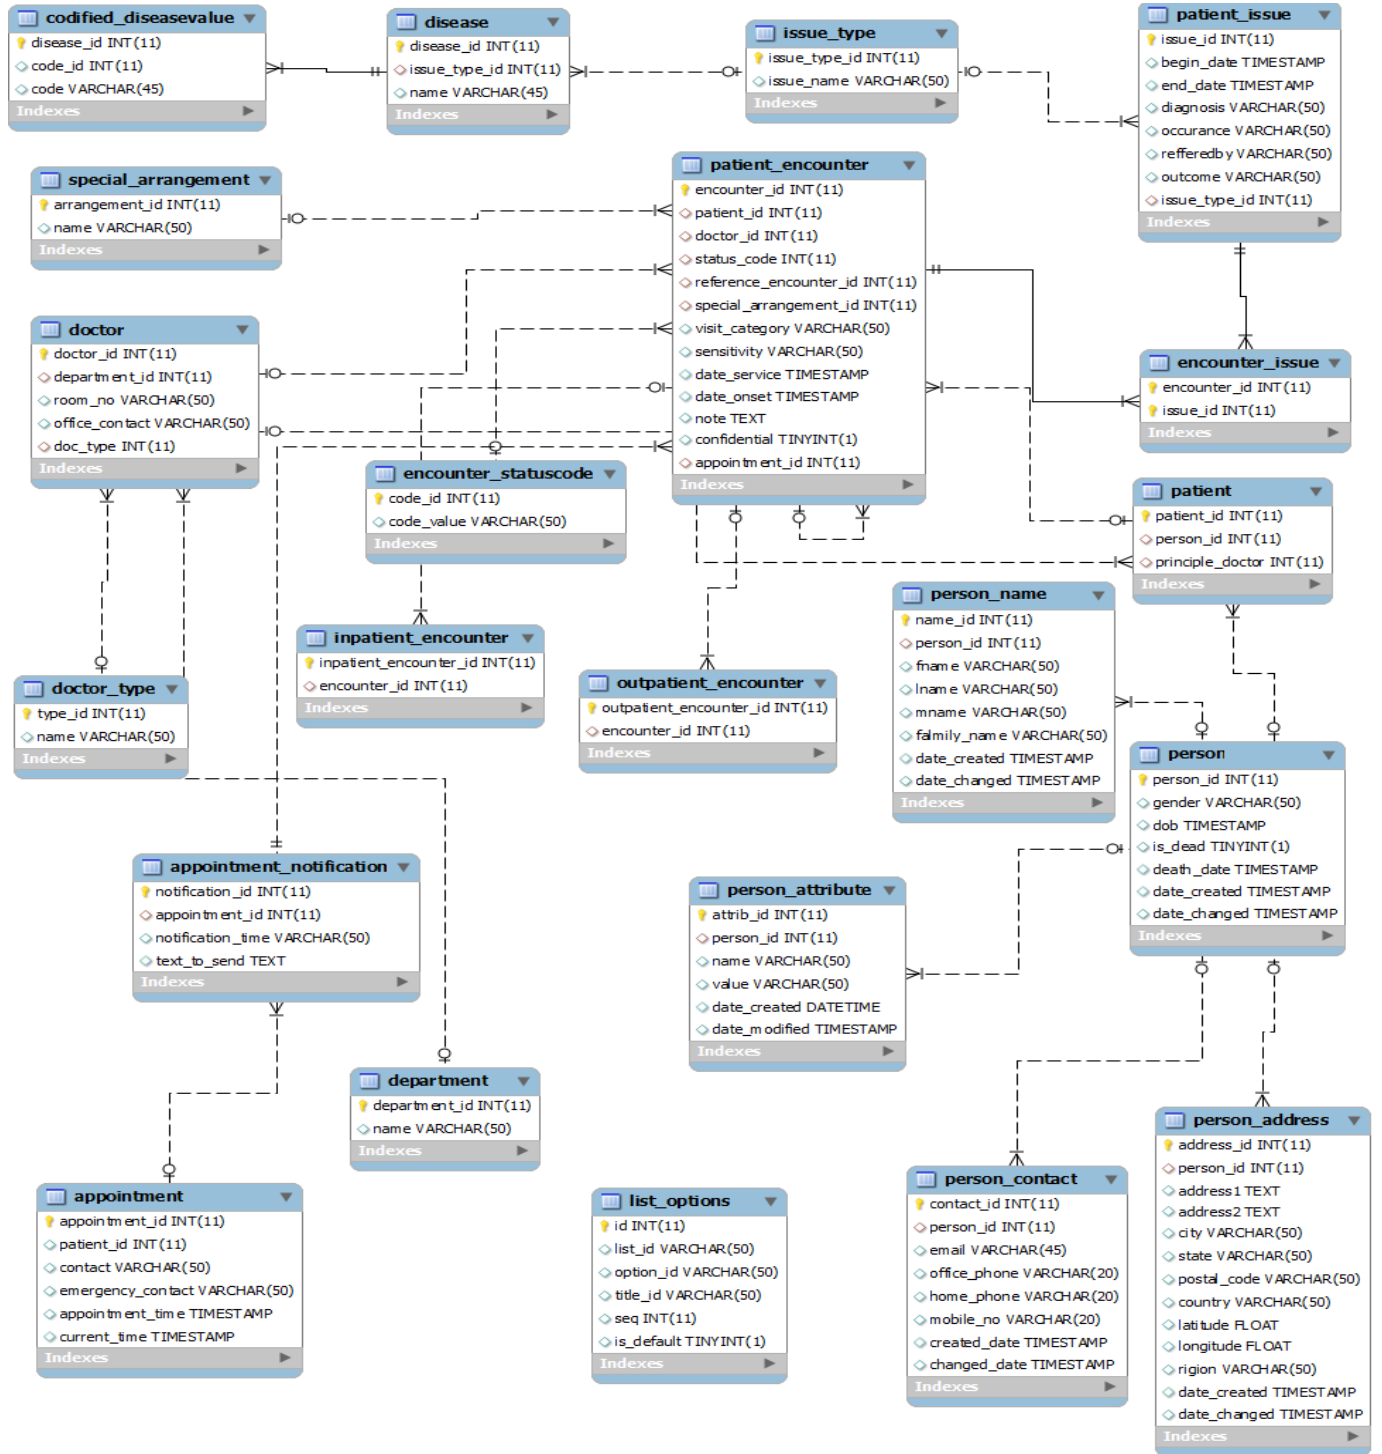 codified_diseasevalue
disease_id INT(11)
code_id INT(11)
code VARCHAR(45)
Indexes
disease
disease_id INT(11)
issue_type_id INT(11)
name VARCHAR(45)
Indexes
issue_type
issue_type_id INT(11)
issue_name VARCHAR(50)
Indexes
patient_issue
issue_id INT(11)
begin_date TIMESTAMP
end_date TIMESTAMP
diagnosis VARCHAR(50)
occurance VARCHAR(50)
refferedby VARCHAR(50)
outcome VARCHAR(50)
issue_type_id INT(11)
Indexes
special_arrangement
arrangement_id INT(11)
name VARCHAR(50)
Indexes
patient_encounter
encounter_id INT(11)
patient_id INT(11)
doctor_id INT(11)
status_code INT(11)
reference_encounter_id INT(11)
special_arrangement_id INT(11)
visit_category VARCHAR(50)
sensitivity VARCHAR(50)
date_service TIMESTAMP
date_onset TIMESTAMP
note TEXT
confidential TINYINT(1)
appointment_id INT(11)
Indexes
doctor
doctor_id INT(11)
department_id INT(11)
room_no VARCHAR(50)
office_contact VARCHAR(50)
doc_type INT(11)
Indexes
encounter_issue
encounter_id INT(11)
issue_id INT(11)
Indexes
encounter_statuscode
code_id INT(11)
code_value VARCHAR(50)
Indexes
patient
patient_id INT(11)
person_id INT(11)
principle_doctor INT(11)
Indexes
person_name
name_id INT(11)
person_id INT(11)
fname VARCHAR(50)
lname VARCHAR(50)
mname VARCHAR(50)
falmily_name VARCHAR(50)
date_created TIMESTAMP
date_changed TIMESTAMP
Indexes
inpatient_encounter
inpatient_encounter_id INT(11)
encounter_id INT(11)
Indexes
outpatient_encounter
outpatient_encounter_id INT(11)
encounter_id INT(11)
Indexes
doctor_type
type_id INT(11)
name VARCHAR(50)
Indexes
person
person_id INT(11)
gender VARCHAR(50)
dob TIMESTAMP
is_dead TINYINT(1)
death_date TIMESTAMP
date_created TIMESTAMP
date_changed TIMESTAMP
Indexes
appointment_notification
notification_id INT(11)
appointment_id INT(11)
notification_time VARCHAR(50)
text_to_send TEXT
Indexes
person_attribute
attrib_id INT(11)
person_id INT(11)
name VARCHAR(50)
value VARCHAR(50)
date_created DATETIME
date_modified TIMESTAMP
Indexes
department
department_id INT(11)
name VARCHAR(50)
Indexes
person_address
address_id INT(11)
person_id INT(11)
address1 TEXT
address2 TEXT
city VARCHAR(50)
state VARCHAR(50)
postal_code VARCHAR(50)
country VARCHAR(50)
latitude FLOAT
longitude FLOAT
rigion VARCHAR(50)
date_created TIMESTAMP
date_changed TIMESTAMP
Indexes
person_contact
contact_id INT(11)
person_id INT(11)
email VARCHAR(45)
office_phone VARCHAR(20)
home_phone VARCHAR(20)
mobile_no VARCHAR(20)
created_date TIMESTAMP
changed_date TIMESTAMP
Indexes
appointment
appointment_id INT(11)
patient_id INT(11)
contact VARCHAR(50)
emergency_contact VARCHAR(50)
appointment_time TIMESTAMP
current_time TIMESTAMP
Indexes
list_options
id INT(11)
list_id VARCHAR(50)
option_id VARCHAR(50)
title_id VARCHAR(50)
seq INT(11)
is_default TINYINT(1)
Indexes